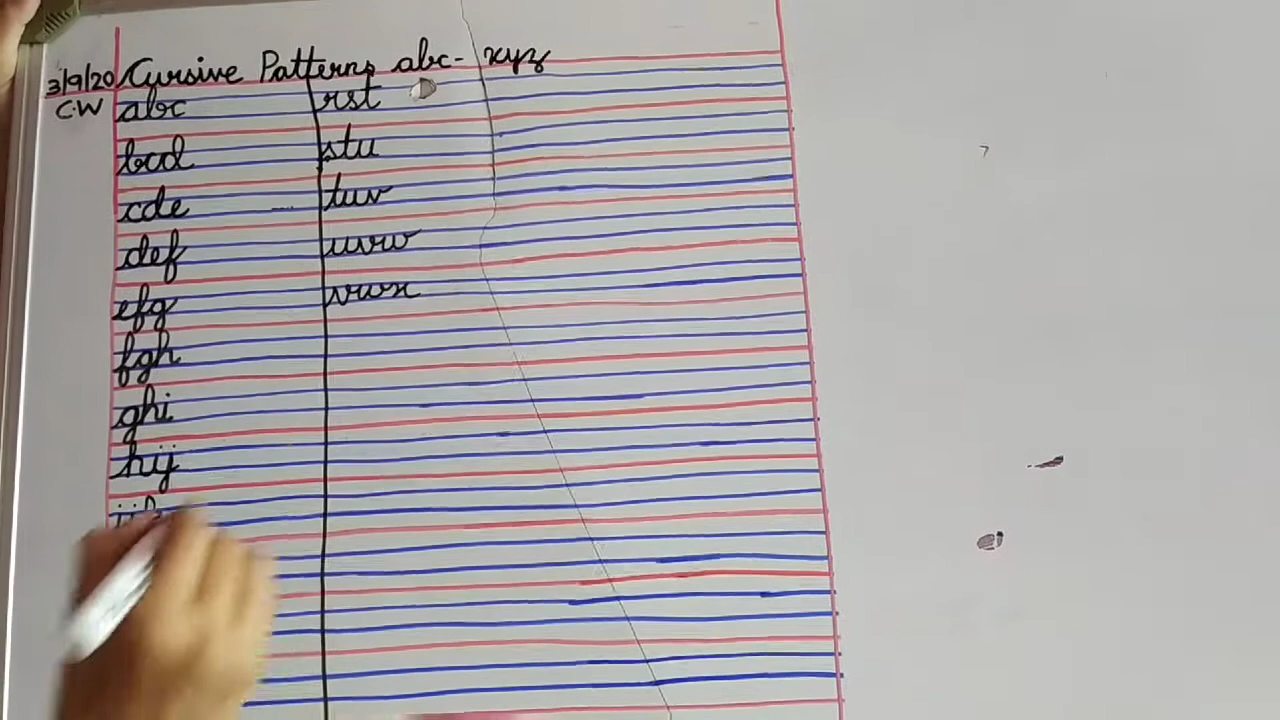 3/9/20 Cursive Patterns abc- xyz
C.W abc rst
bcd stu
cde tuv
def uvw
efg vwx
fgh
ghi
hij